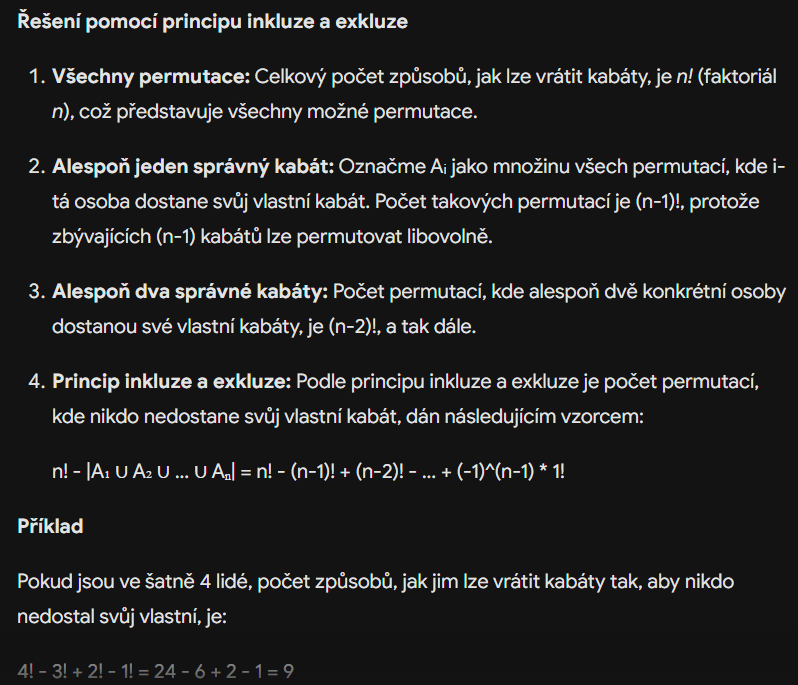 Řešení pomocí principu inkluze a exkluze
1. Všechny permutace: Celkový počet způsobů, jak lze vrátit kabáty, je n! (faktoriál
n), což představuje všechny možné permutace.
2. Alespoň jeden správný kabát: Označme Aᵢ jako množinu všech permutací, kde i-
tá osoba dostane svůj vlastní kabát. Počet takových permutací je (n-1)!, protože
zbývajících (n-1) kabátů lze permutovat libovolně.
3. Alespoň dva správné kabáty: Počet permutací, kde alespoň dvě konkrétní osoby
dostanou své vlastní kabáty, je (n-2)!, a tak dále.
4. Princip inkluze a exkluze: Podle principu inkluze a exkluze je počet permutací,
kde nikdo nedostane svůj vlastní kabát, dán následujícím vzorcem:
n! - |A₁ ∪ A₂ ∪ ... ∪ Aₙ| = n! - (n-1)! + (n-2)! - ... + (-1)^(n-1) * 1!
Příklad
Pokud jsou ve šatně 4 lidé, počet způsobů, jak jim lze vrátit kabáty tak, aby nikdo
nedostal svůj vlastní, je:
4! - 3! + 2! - 1! = 24 - 6 + 2 - 1 = 9